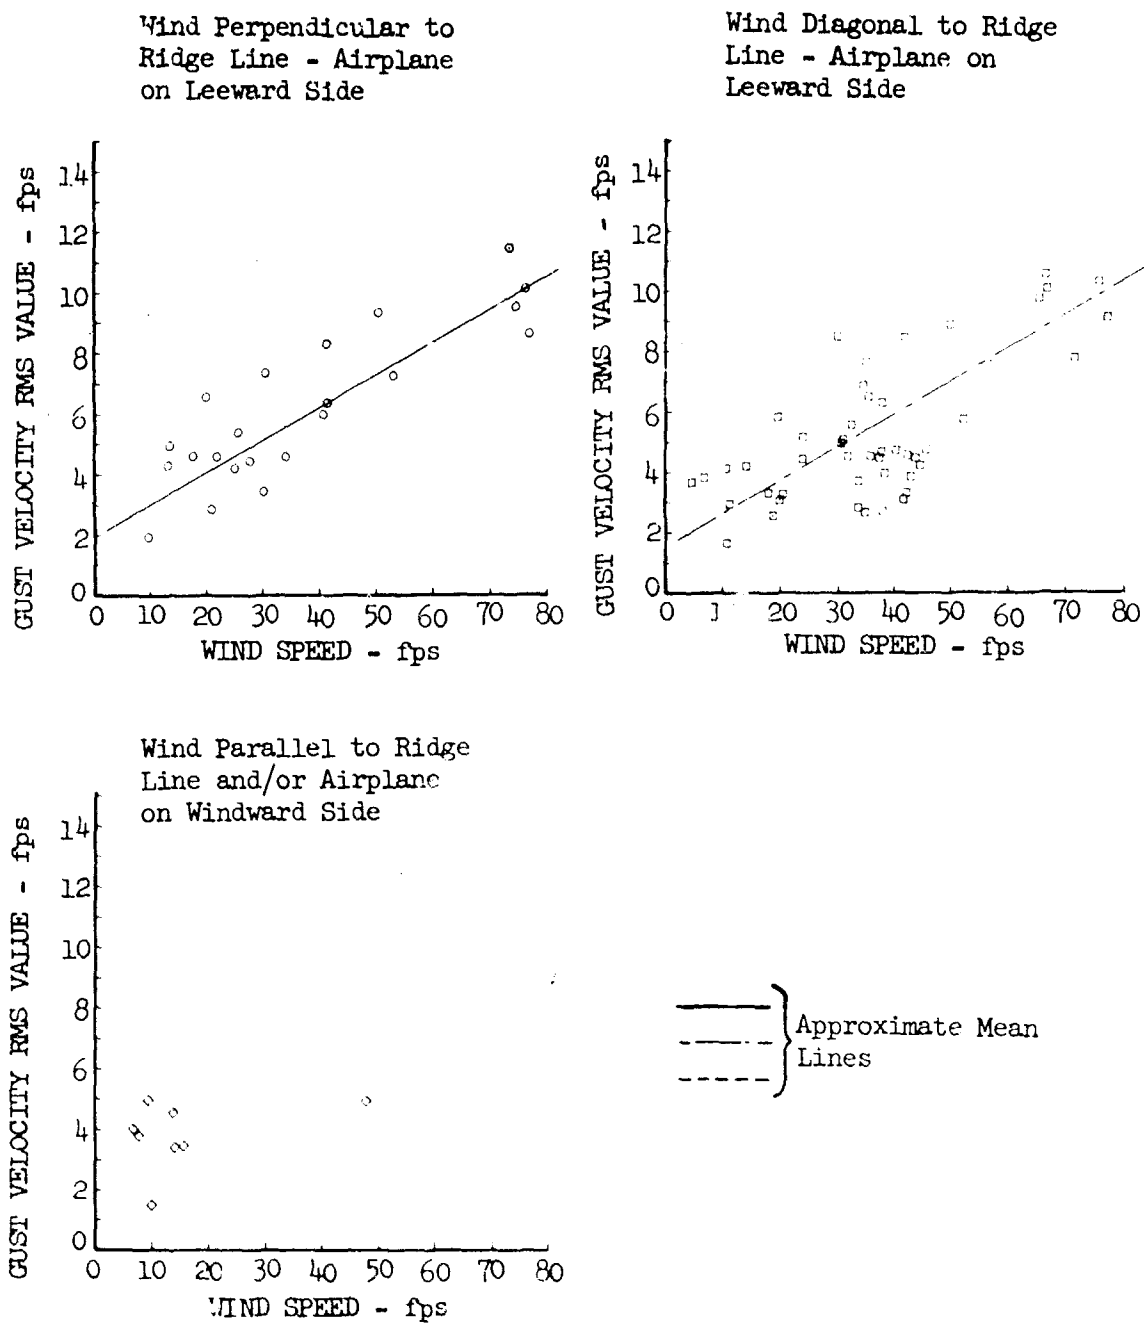 Wind Perpendicular to
Ridge Line - Airplane
on Leeward Side
GUST VELOCITY RMS VALUE - fps
14
12
10
8
6
4
2
0
0 10 20 30 40 50 60 70 80
WIND SPEED - fps
Wind Diagonal to Ridge
Line - Airplane on
Leeward Side
GUST VELOCITY RMS VALUE - fps
14
12
10
8
6
4
2
0
0 20 30 40 50 60 70 80
WIND SPEED - fps
Wind Parallel to Ridge
Line and/or Airplane
on Windward Side
GUST VELOCITY RMS VALUE - fps
14
12
10
8
6
4
2
0
0 10 20 30 40 50 60 70 80
WIND SPEED - fps
Approximate Mean
Lines